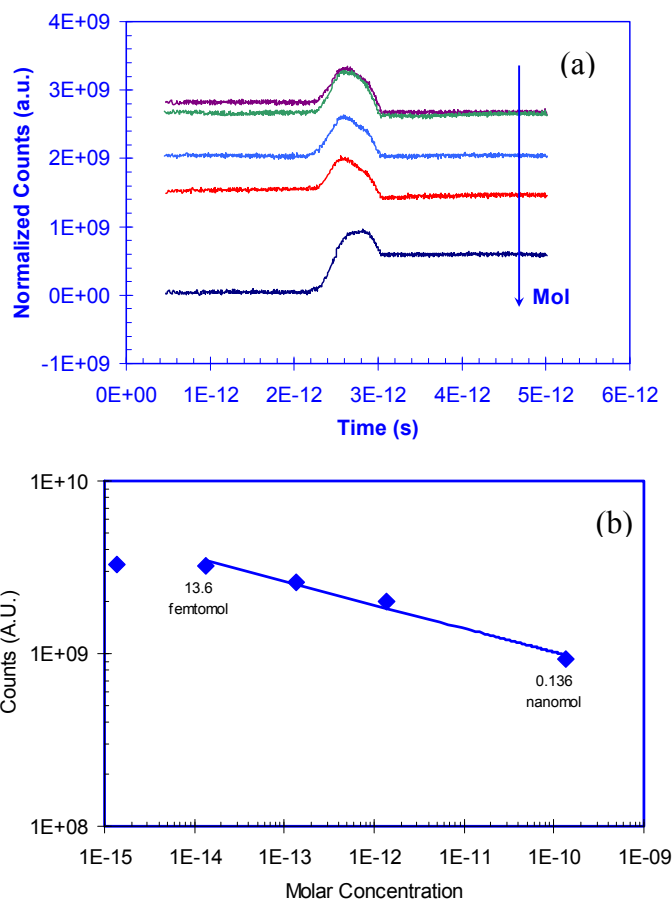 (a)
4E+09
3E+09
2E+09
1E+09
0E+00
-1E+09
Normalized Counts (a.u.)
Mol
0E+00 1E-12 2E-12 3E-12 4E-12 5E-12 6E-12
Time (s)
(b)
1E+10
1E+09
1E+08
Counts (A.U.)
13.6
femtomol
0.136
nanomol
1E-15 1E-14 1E-13 1E-12 1E-11 1E-10 1E-09
Molar Concentration